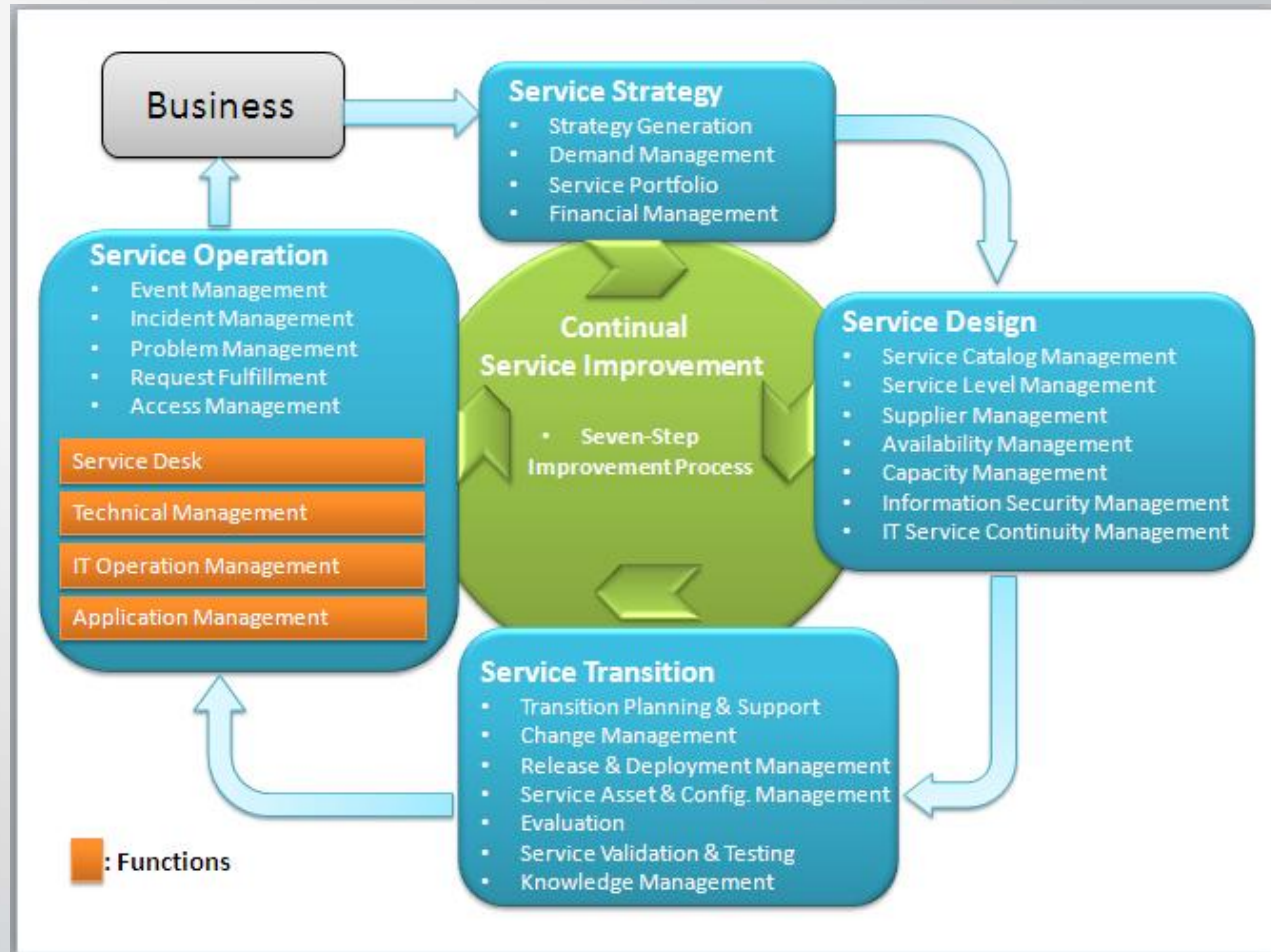 Business
Service Strategy
• Strategy Generation
• Demand Management
• Service Portfolio
• Financial Management
Service Operation
• Event Management
• Incident Management
• Problem Management
• Request Fulfillment
• Access Management
Service Desk
Technical Management
IT Operation Management
Application Management
Continual
Service Improvement
• Seven-Step
Improvement Process
Service Design
• Service Catalog Management
• Service Level Management
• Supplier Management
• Availability Management
• Capacity Management
• Information Security Management
• IT Service Continuity Management
Service Transition
• Transition Planning & Support
• Change Management
• Release & Deployment Management
• Service Asset & Config. Management
• Evaluation
• Service Validation & Testing
• Knowledge Management
: Functions